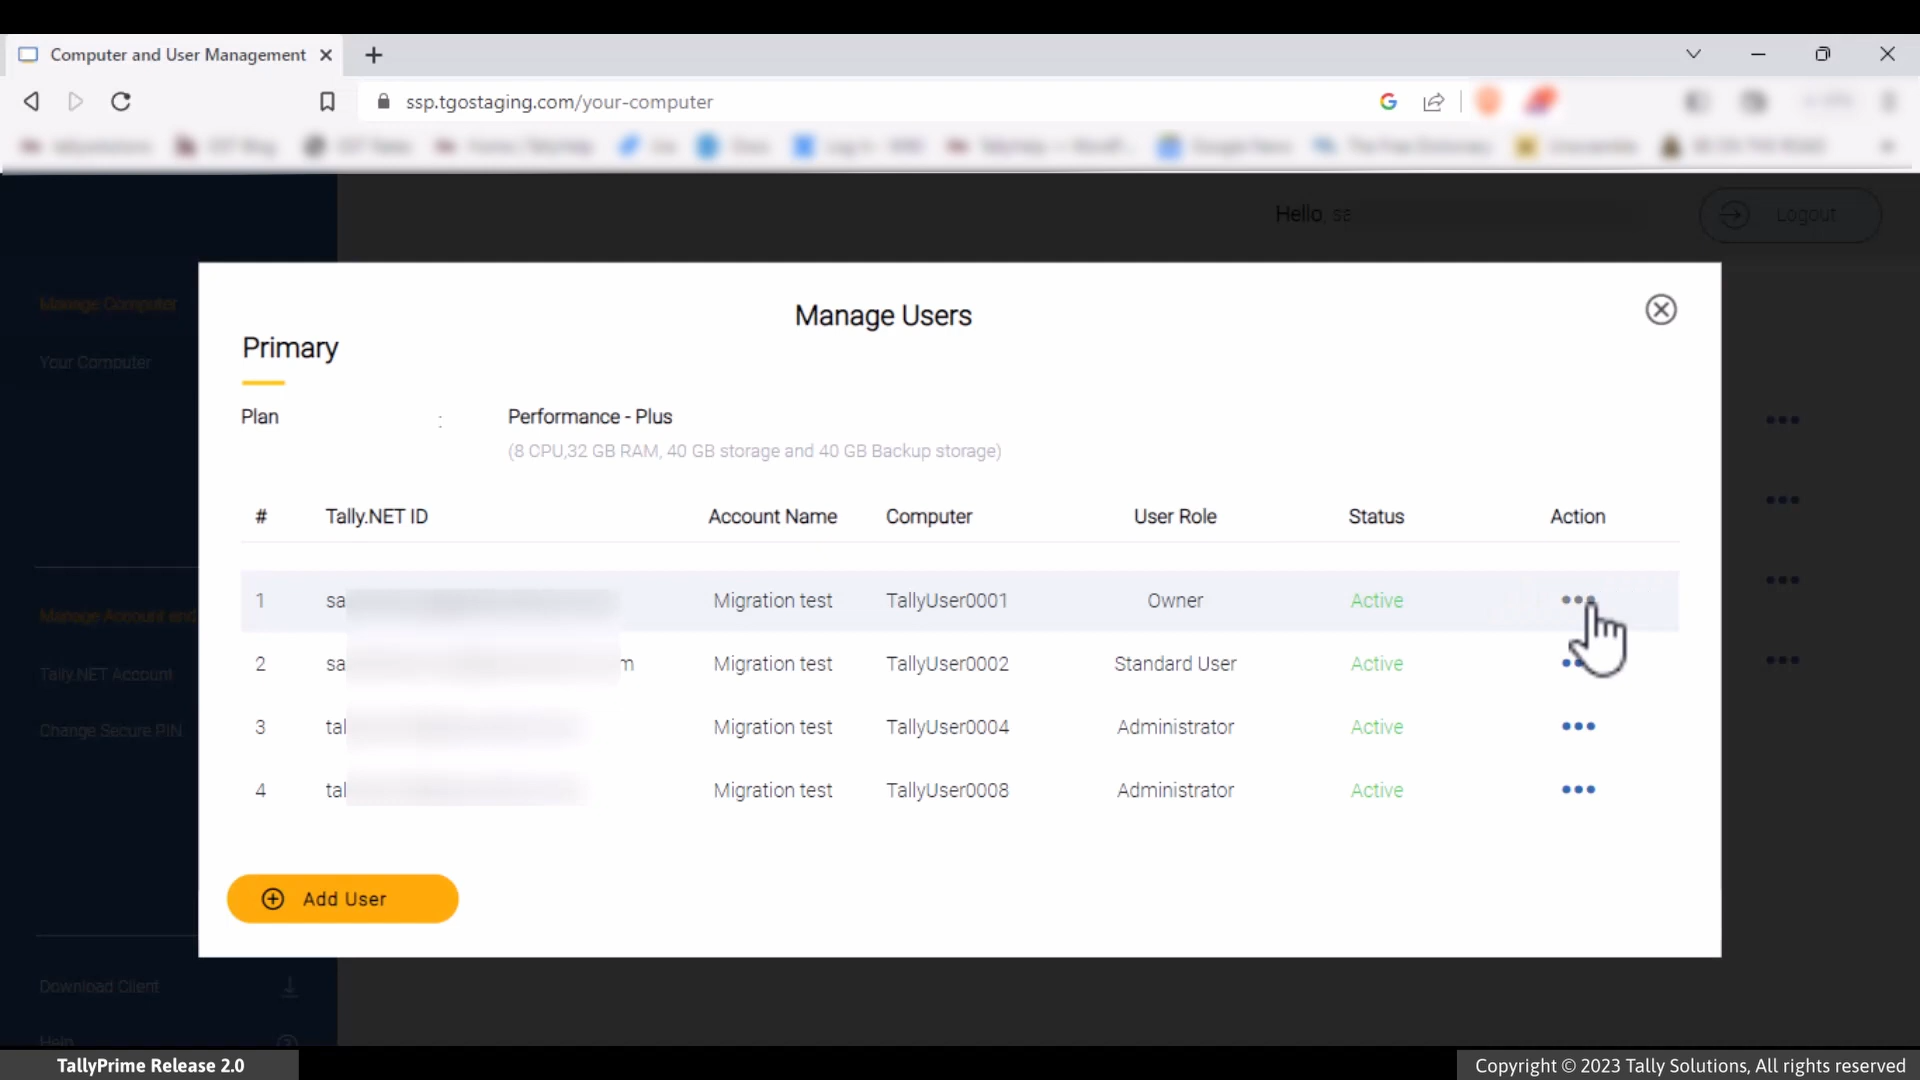 Computer and User Management
ssp.tgostaging.com/your-computer
Hello, sa
Logout
Manage Computer
Your Computer
Manage Account and
Tally.NET Account
Change Secure PIN
Download Client
Help
Manage Users
Primary
Plan : Performance - Plus
(8 CPU,32 GB RAM, 40 GB storage and 40 GB Backup storage)
# Tally.NET ID Account Name Computer User Role Status Action
1 sa Migration test TallyUser0001 Owner Active
2 sa m Migration test TallyUser0002 Standard User Active
3 tal Migration test TallyUser0004 Administrator Active
4 tal Migration test TallyUser0008 Administrator Active
Add User
TallyPrime Release 2.0
Copyright © 2023 Tally Solutions, All rights reserved